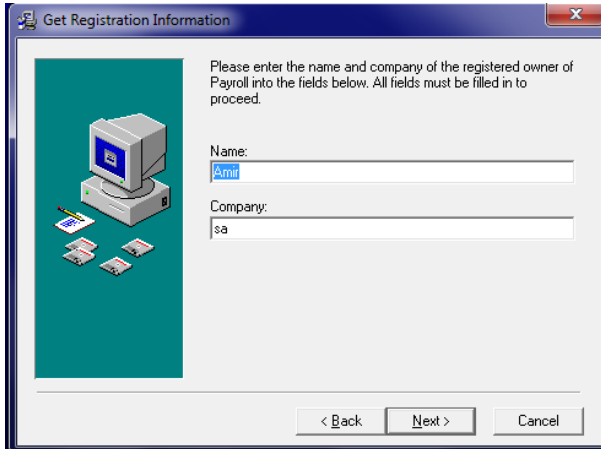 Get Registration Information
Please enter the name and company of the registered owner of
Payroll into the fields below. All fields must be filled in to
proceed.
Name:
Amir
Company:
sa
< Back
Next >
Cancel